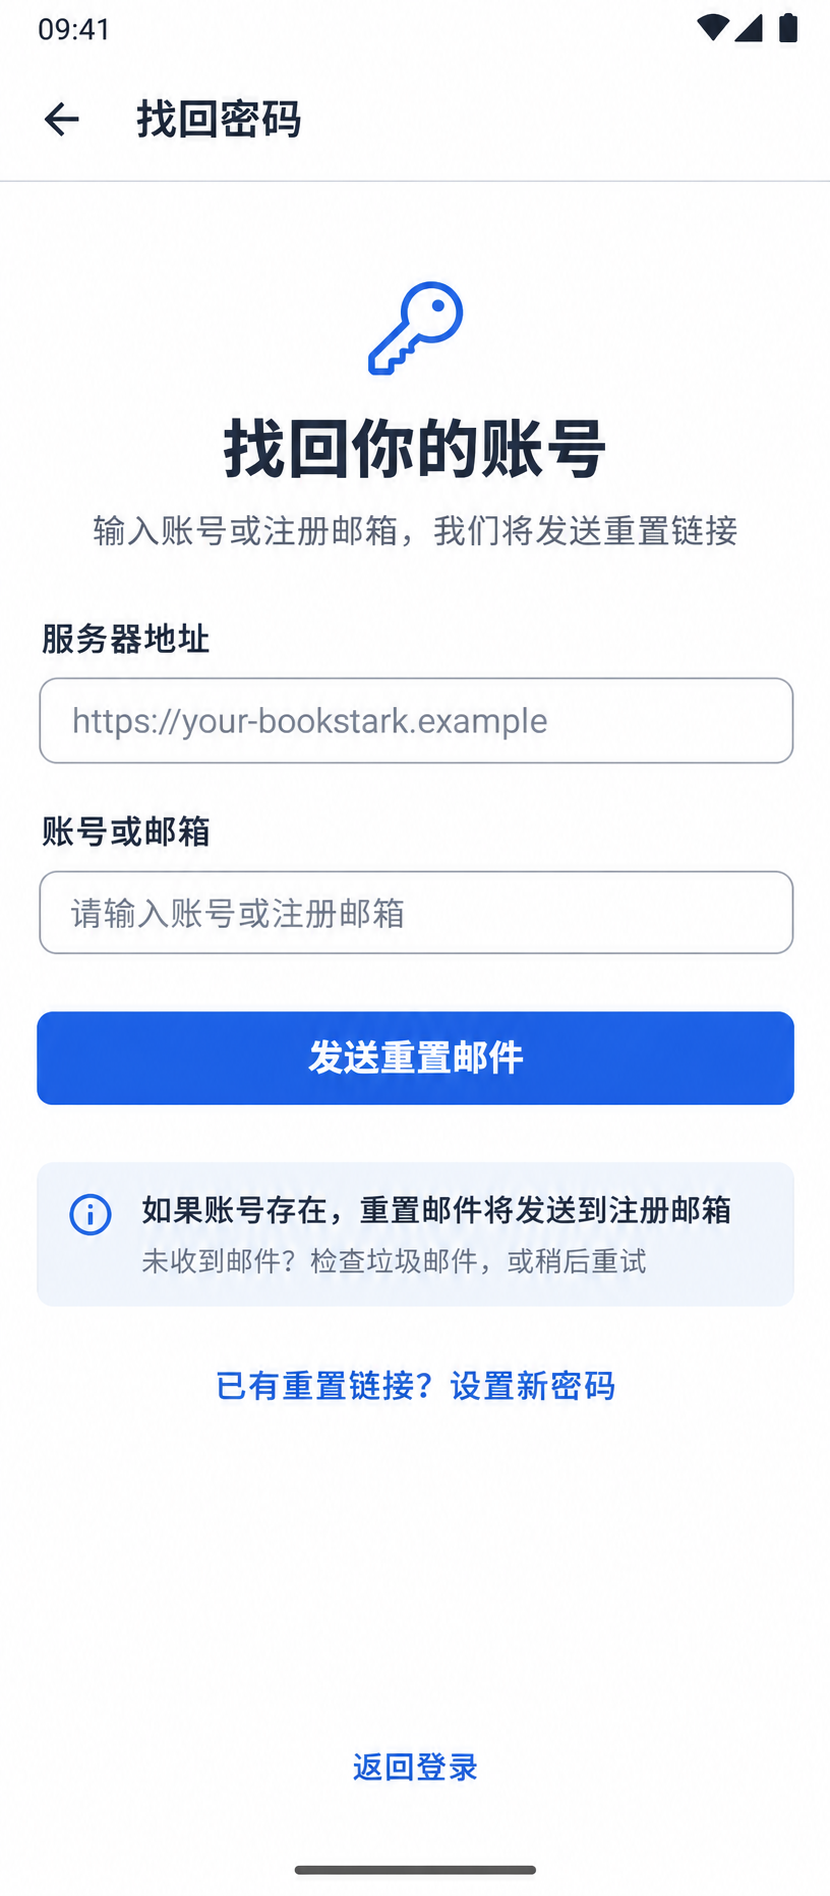 09:41
找回密码
找回你的账号
输入账号或注册邮箱，我们将发送重置链接
服务器地址
https://your-bookstark.example
账号或邮箱
请输入账号或注册邮箱
发送重置邮件
如果账号存在，重置邮件将发送到注册邮箱
未收到邮件？检查垃圾邮件，或稍后重试
已有重置链接？设置新密码
返回登录